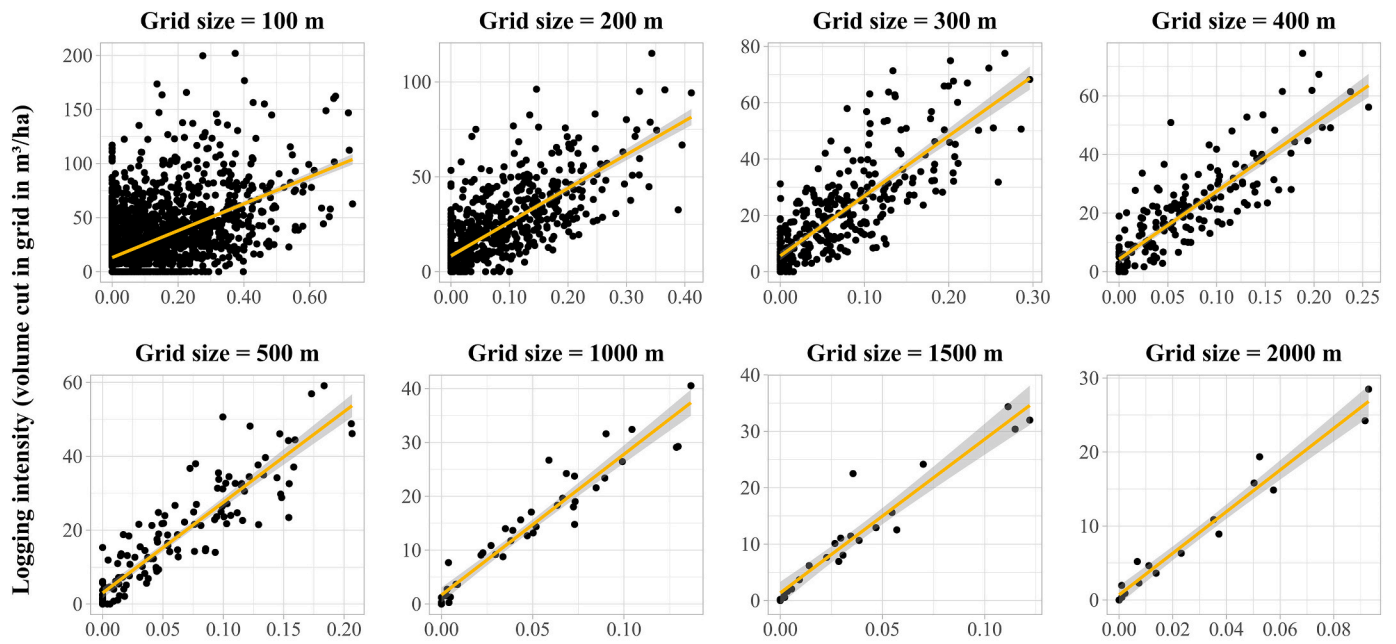 Logging intensity (volume cut in grid in m³/ha)
Grid size = 100 m
200
150
100
50
0
0.00 0.20 0.40 0.60
Grid size = 200 m
100
50
0
0.00 0.10 0.20 0.30 0.40
Grid size = 300 m
80
60
40
20
0
0.00 0.10 0.20 0.30
Grid size = 400 m
60
40
20
0
0.00 0.05 0.10 0.15 0.20 0.25
Grid size = 500 m
60
40
20
0
0.00 0.05 0.10 0.15 0.20
Grid size = 1000 m
40
30
20
10
0
0.00 0.05 0.10
Grid size = 1500 m
40
30
20
10
0
0.00 0.05 0.10
Grid size = 2000 m
30
20
10
0
0.00 0.02 0.04 0.06 0.08